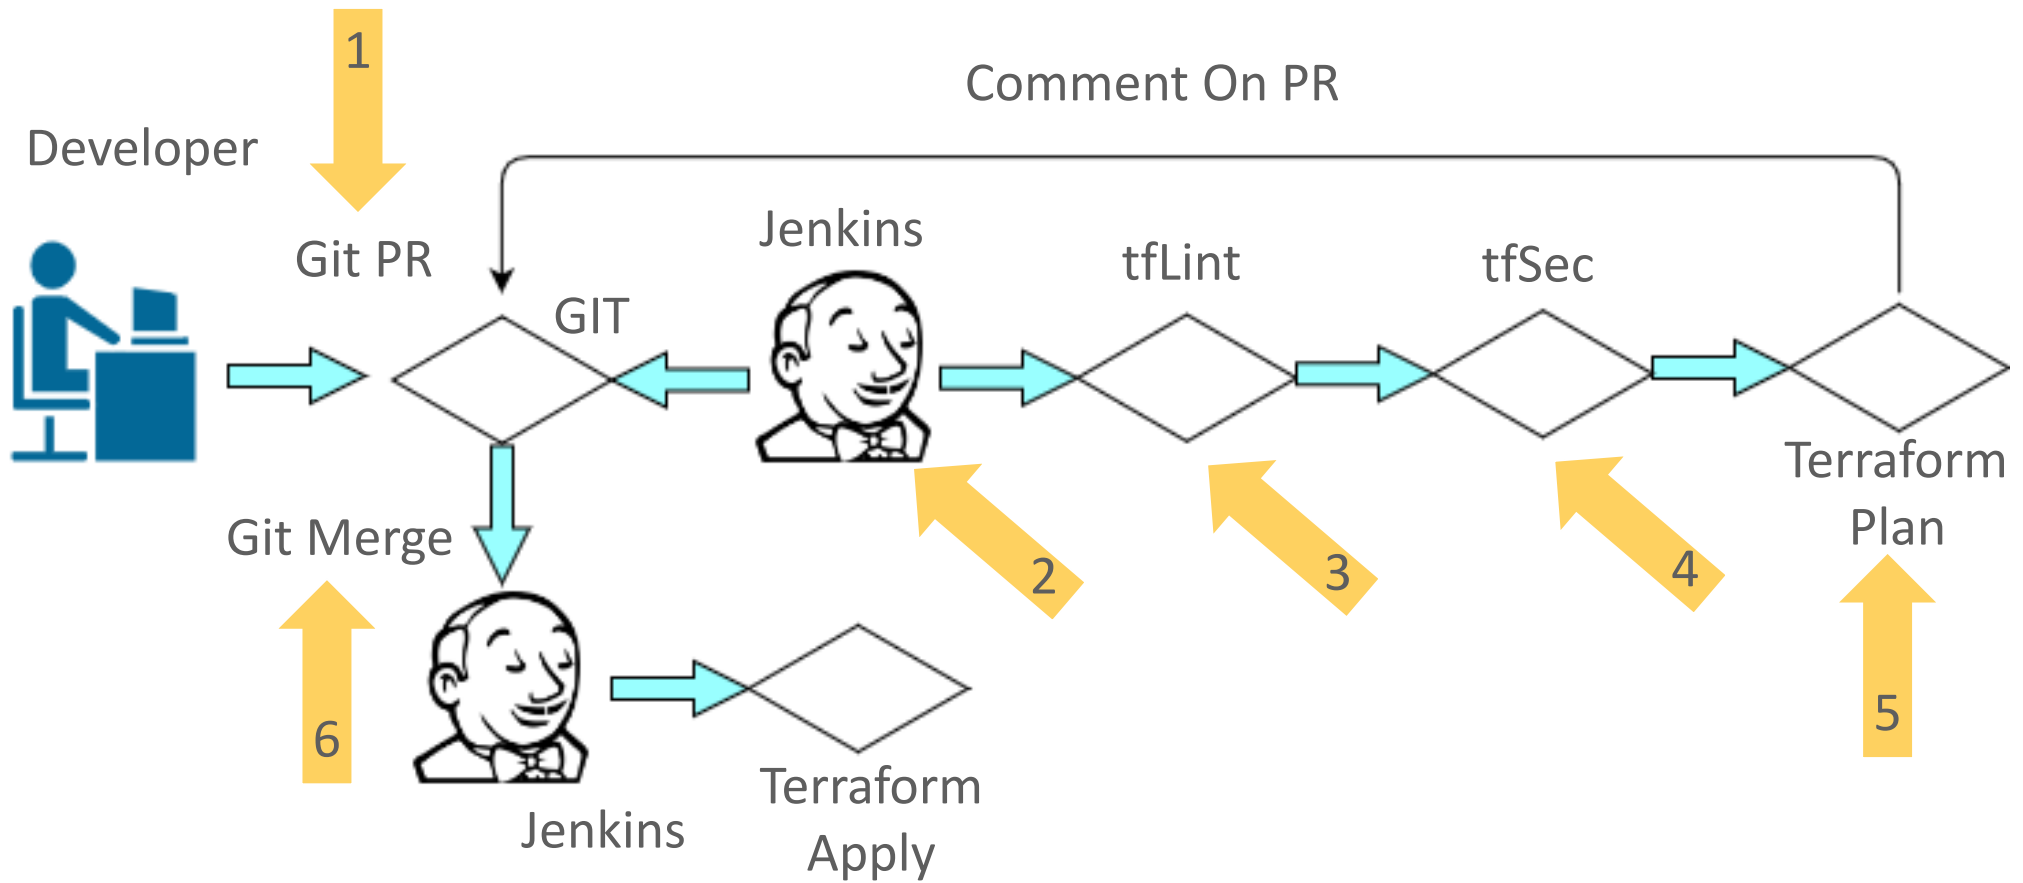 1
Comment On PR
Developer
Jenkins
Git PR
tfLint
tfSec
GIT
Terraform
Plan
Git Merge
2
3
4
5
6
Terraform
Apply
Jenkins